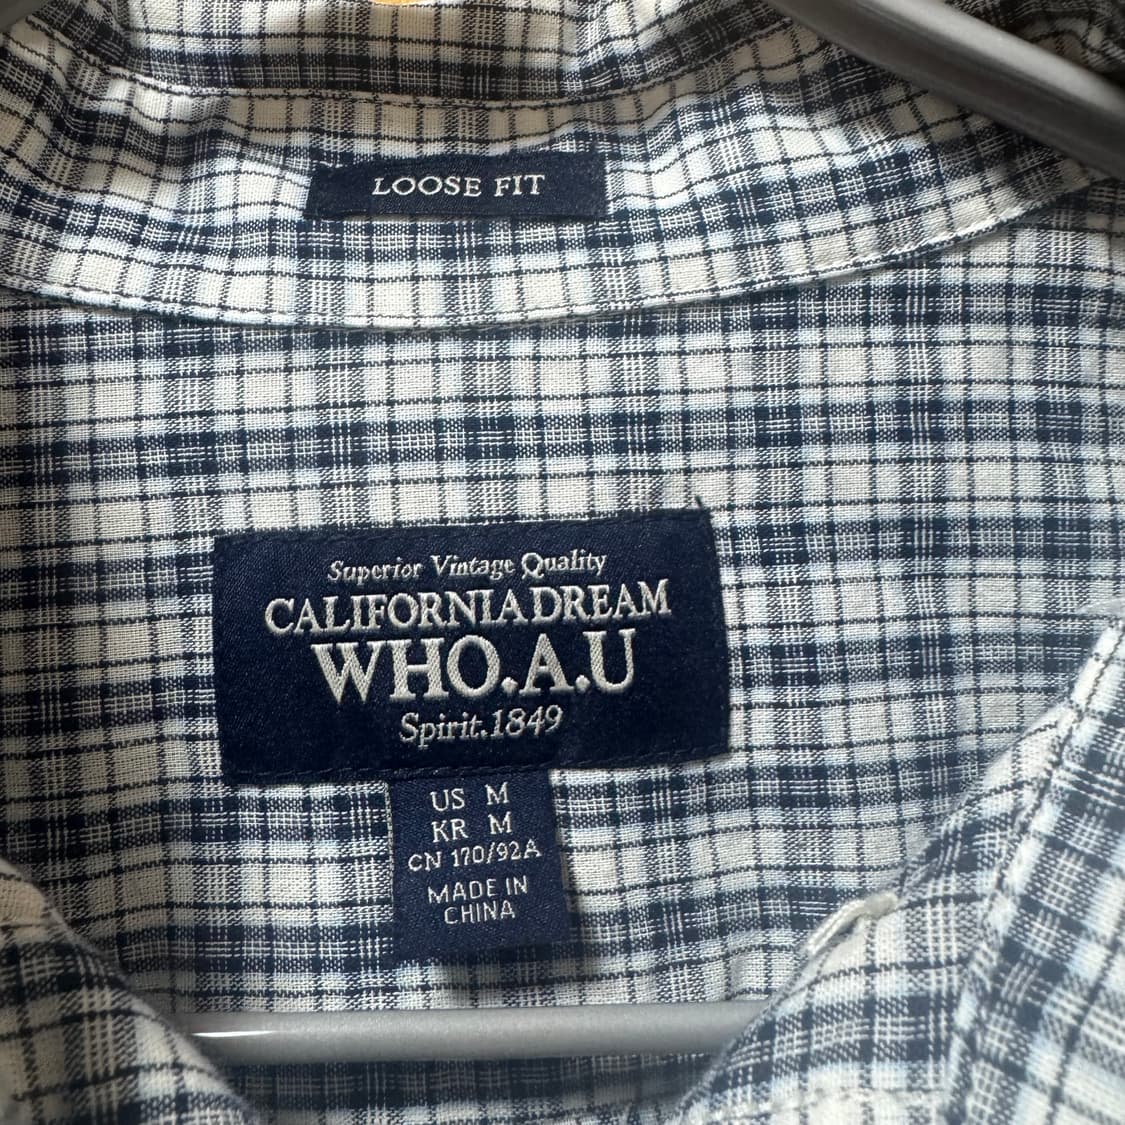 LOOSE FIT
Superior Vintage Quality
CALIFORNIA DREAM
WHO.A.U
Spirit.1849
US M
KR M
CN 170/92A
MADE IN
CHINA